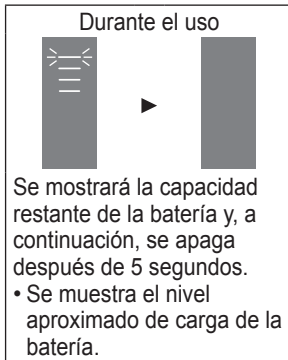 Durante el uso
Se mostrará la capacidad
restante de la batería y, a
continuación, se apaga
después de 5 segundos.
• Se muestra el nivel
aproximado de carga de la
batería.